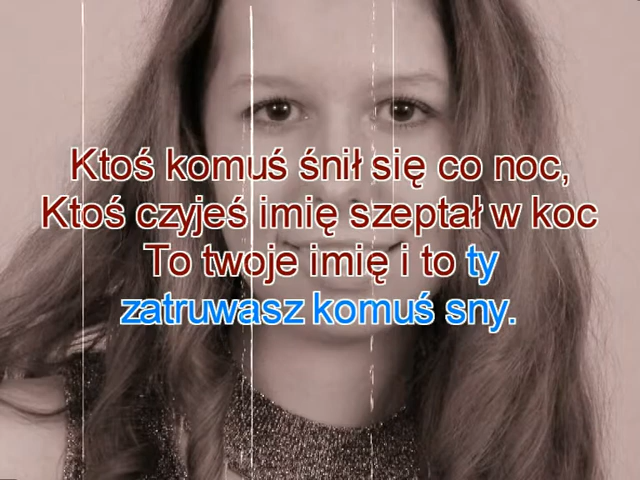 Ktoś komuś śnił się co noc,
Ktoś czyjeś imię szeptał w koc
To twoje imię i to ty
zatruwasz komuś sny.